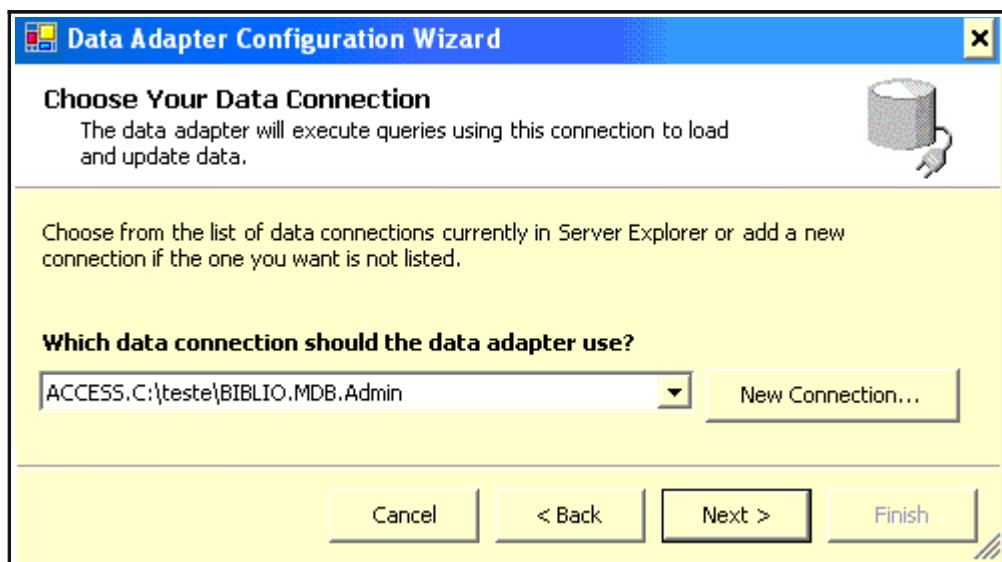 Data Adapter Configuration Wizard
Choose Your Data Connection
The data adapter will execute queries using this connection to load
and update data.
Choose from the list of data connections currently in Server Explorer or add a new
connection if the one you want is not listed.
Which data connection should the data adapter use?
ACCESS.C:\teste\BIBLIO.MDB.Admin
New Connection...
Cancel
< Back
Next >
Finish